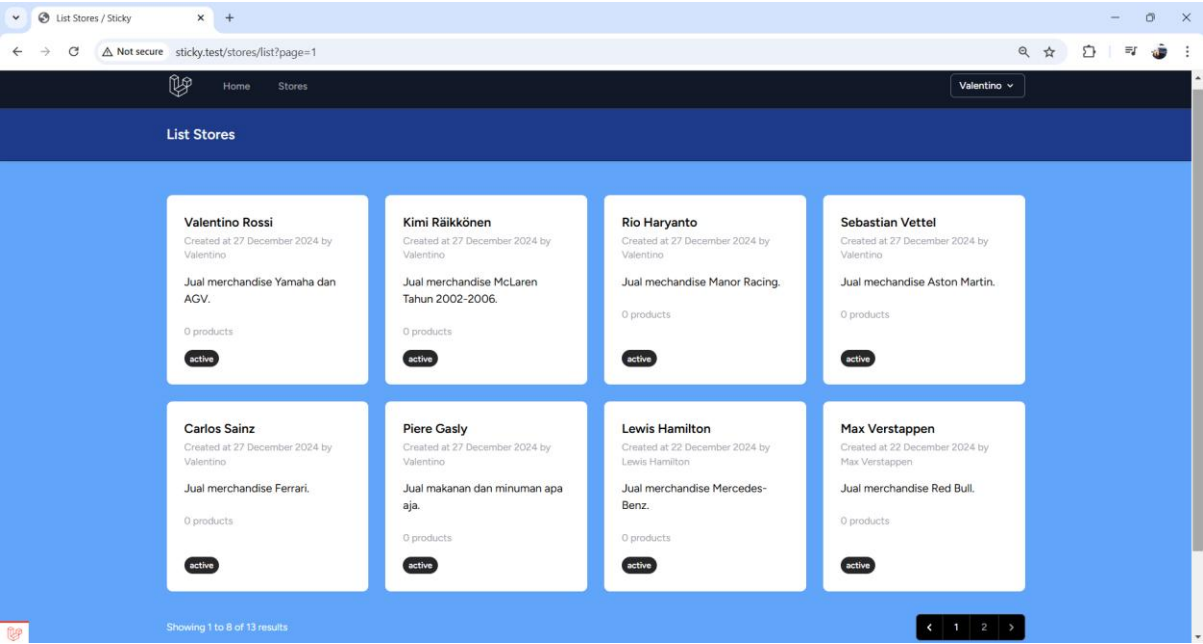 List Stores / Sticky
Not secure
sticky.test/stores/list?page=1
Home
Stores
Valentino
List Stores
Valentino Rossi
Created at 27 December 2024 by
Valentino
Jual merchandise Yamaha dan
AGV.
0 products
active
Kimi Räikkönen
Created at 27 December 2024 by
Valentino
Jual merchandise McLaren
Tahun 2002-2006.
0 products
active
Rio Haryanto
Created at 27 December 2024 by
Valentino
Jual mechandise Manor Racing.
0 products
active
Sebastian Vettel
Created at 27 December 2024 by
Valentino
Jual mechandise Aston Martin.
0 products
active
Carlos Sainz
Created at 27 December 2024 by
Valentino
Jual merchandise Ferrari.
0 products
active
Piere Gasly
Created at 27 December 2024 by
Valentino
Jual makanan dan minuman apa
aja.
0 products
active
Lewis Hamilton
Created at 22 December 2024 by
Lewis Hamilton
Jual merchandise Mercedes-
Benz.
0 products
active
Max Verstappen
Created at 22 December 2024 by
Max Verstappen
Jual merchandise Red Bull.
0 products
active
Showing 1 to 8 of 13 results
1 2